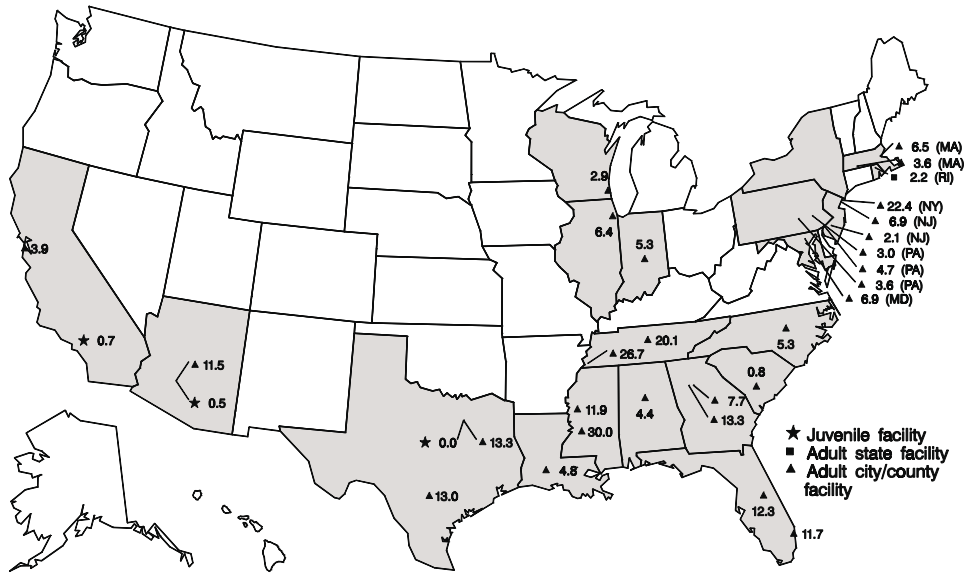 6.5 (MA)
3.6 (MA)
2.2 (RI)
2.9
22.4 (NY)
6.9 (NJ)
6.4
2.1 (NJ)
5.3
3.9
3.0 (PA)
4.7 (PA)
3.6 (PA)
6.9 (MD)
0.7
20.1
5.3
26.7
11.5
0.8
0.5
11.9
4.4
7.7
13.3
30.0
0.0
13.3
4.8
13.0
12.3
11.7
Juvenile facility
Adult state facility
Adult city/county
facility